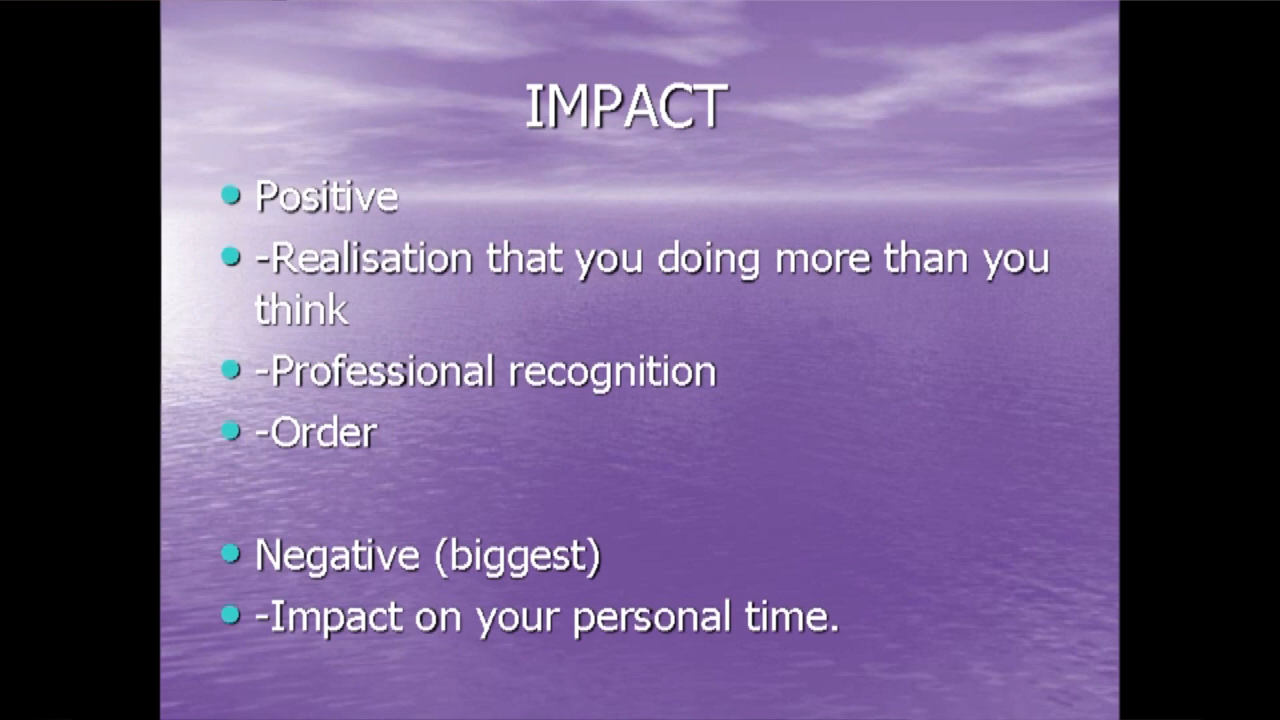 IMPACT
• Positive
• -Realisation that you doing more than you
think
• -Professional recognition
• -Order
• Negative (biggest)
• -Impact on your personal time.